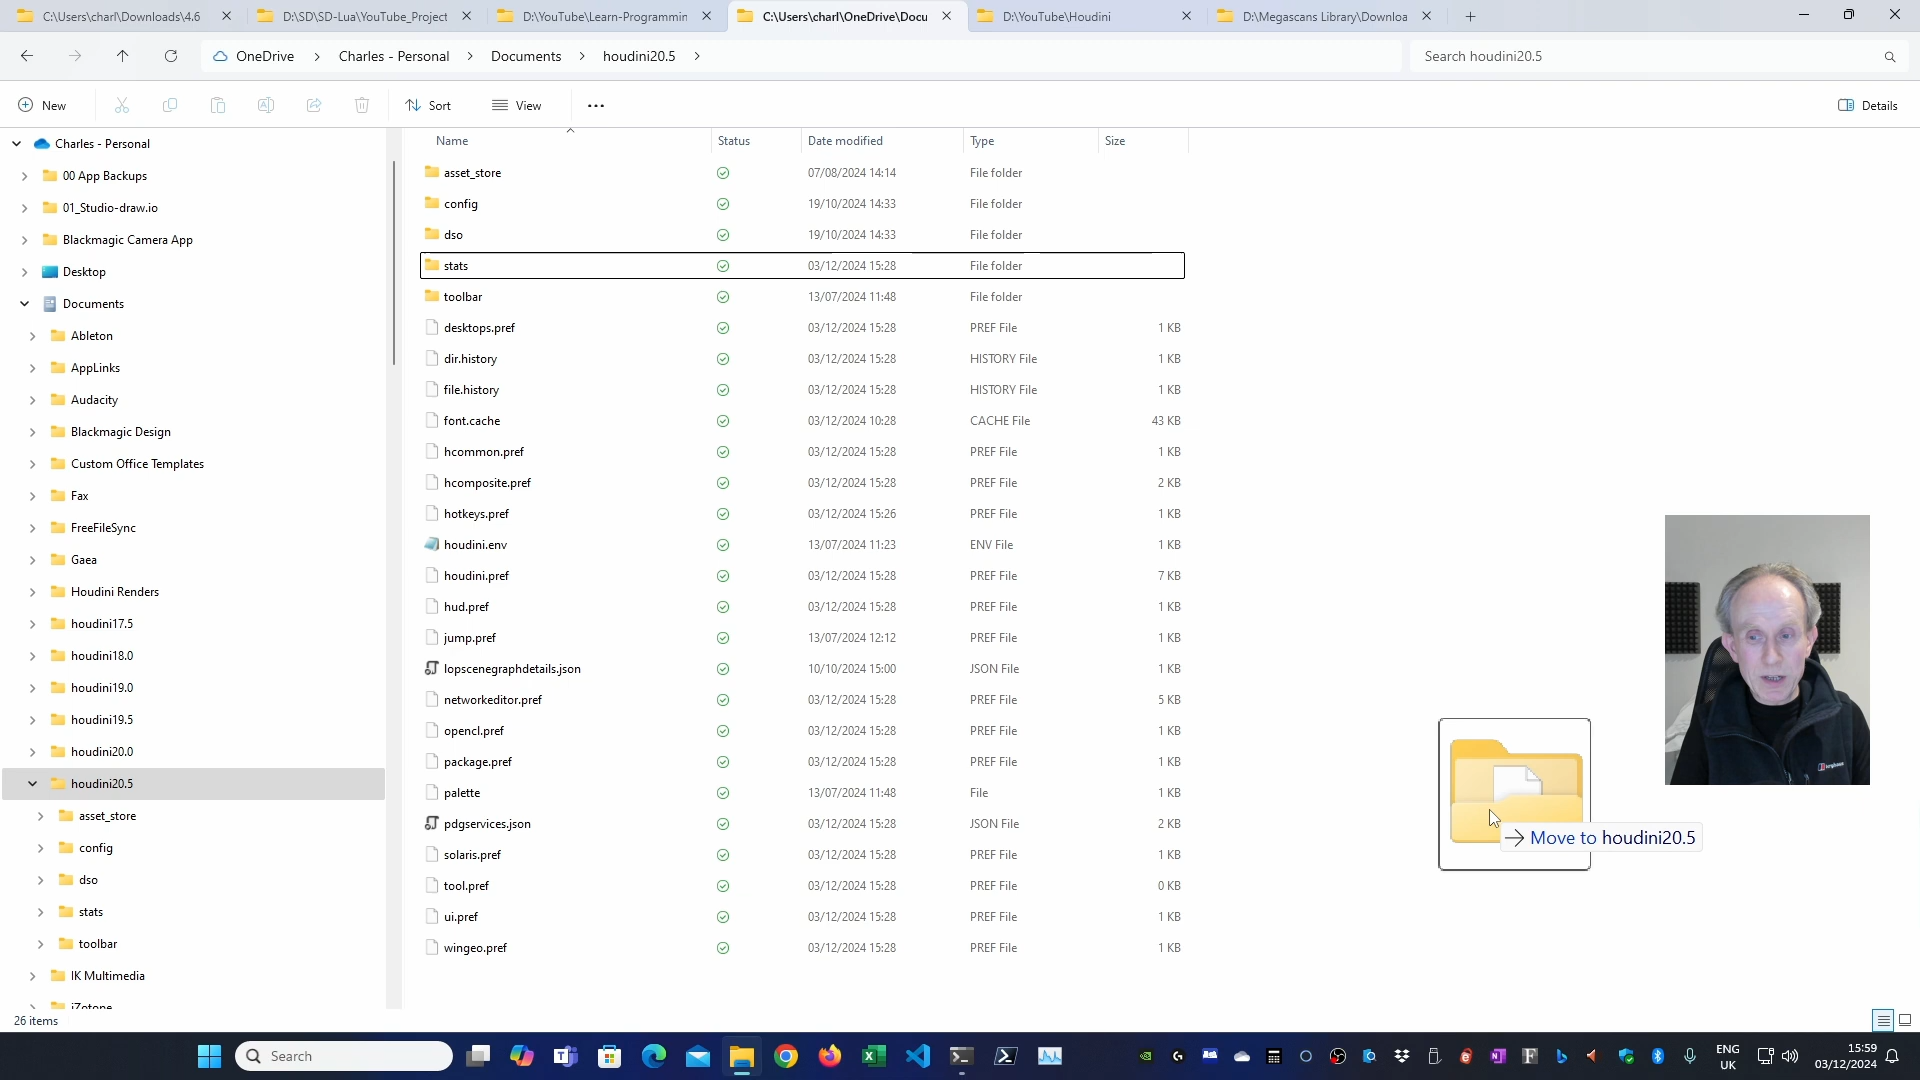 C:\Users\charl\Downloads\4.6
D:\SD\SD-Lua\YouTube_Project
D:\YouTube\Learn-Programmin
C:\Users\charl\OneDrive\Docu
D:\YouTube\Houdini
D:\Megascans Library\Downloa
OneDrive > Charles - Personal > Documents > houdini20.5 >
Search houdini20.5
New
Sort
View
Details
Charles - Personal
00 App Backups
01_Studio-draw.io
Blackmagic Camera App
Desktop
Documents
Ableton
AppLinks
Audacity
Blackmagic Design
Custom Office Templates
Fax
FreeFileSync
Gaea
Houdini Renders
houdini17.5
houdini18.0
houdini19.0
houdini19.5
houdini20.0
houdini20.5
asset_store
config
dso
stats
toolbar
IK Multimedia
iZotope
Name Status Date modified Type Size
asset_store 07/08/2024 14:14 File folder
config 19/10/2024 14:33 File folder
dso 19/10/2024 14:33 File folder
stats 03/12/2024 15:28 File folder
toolbar 13/07/2024 11:48 File folder
desktops.pref 03/12/2024 15:28 PREF File 1 KB
dir.history 03/12/2024 15:28 HISTORY File 1 KB
file.history 03/12/2024 15:28 HISTORY File 1 KB
font.cache 03/12/2024 10:28 CACHE File 43 KB
hcommon.pref 03/12/2024 15:28 PREF File 1 KB
hcomposite.pref 03/12/2024 15:28 PREF File 2 KB
hotkeys.pref 03/12/2024 15:26 PREF File 1 KB
houdini.env 13/07/2024 11:23 ENV File 1 KB
houdini.pref 03/12/2024 15:28 PREF File 7 KB
hud.pref 03/12/2024 15:28 PREF File 1 KB
jump.pref 13/07/2024 12:12 PREF File 1 KB
lopscenegraphdetails.json 10/10/2024 15:00 JSON File 1 KB
networkeditor.pref 03/12/2024 15:28 PREF File 5 KB
opencl.pref 03/12/2024 15:28 PREF File 1 KB
package.pref 03/12/2024 15:28 PREF File 1 KB
palette 13/07/2024 11:48 File 1 KB
pdgservices.json 03/12/2024 15:28 JSON File 2 KB
solaris.pref 03/12/2024 15:28 PREF File 1 KB
tool.pref 03/12/2024 15:28 PREF File 0 KB
ui.pref 03/12/2024 15:28 PREF File 1 KB
wingeo.pref 03/12/2024 15:28 PREF File 1 KB
Move to houdini20.5
26 items
Search
ENG
UK
15:59
03/12/2024